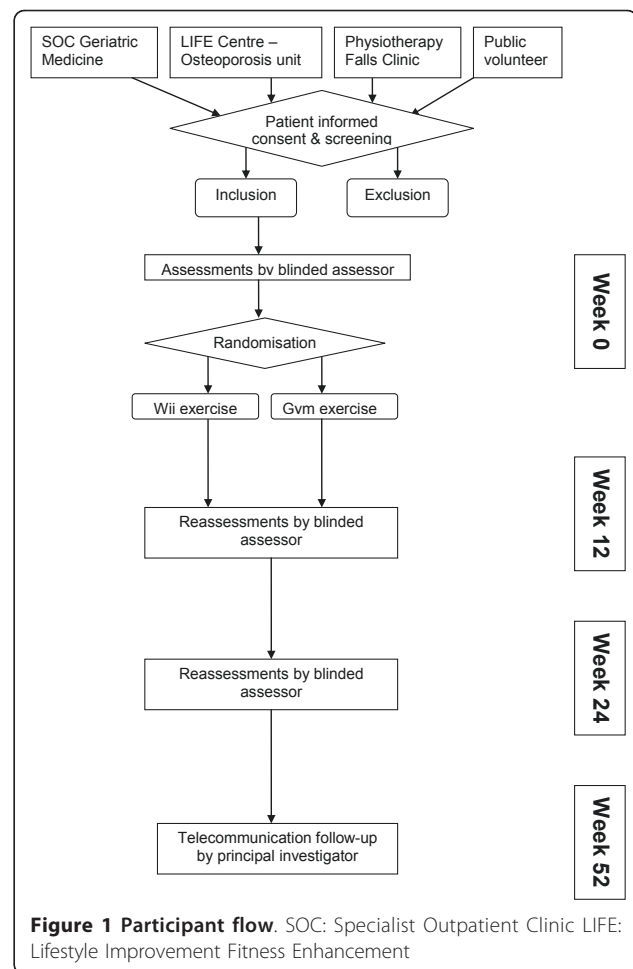 SOC Geriatric
Medicine
LIFE Centre –
Osteoporosis unit
Physiotherapy
Falls Clinic
Public
volunteer
Patient informed
consent & screening
Inclusion
Exclusion
Assessments by blinded assessor
Week 0
Randomisation
Wii exercise
Gym exercise
Week 12
Reassessments by blinded
assessor
Week 24
Reassessments by blinded
assessor
Week 52
Telecommunication follow-up
by principal investigator
Figure 1 Participant flow. SOC: Specialist Outpatient Clinic LIFE:
Lifestyle Improvement Fitness Enhancement